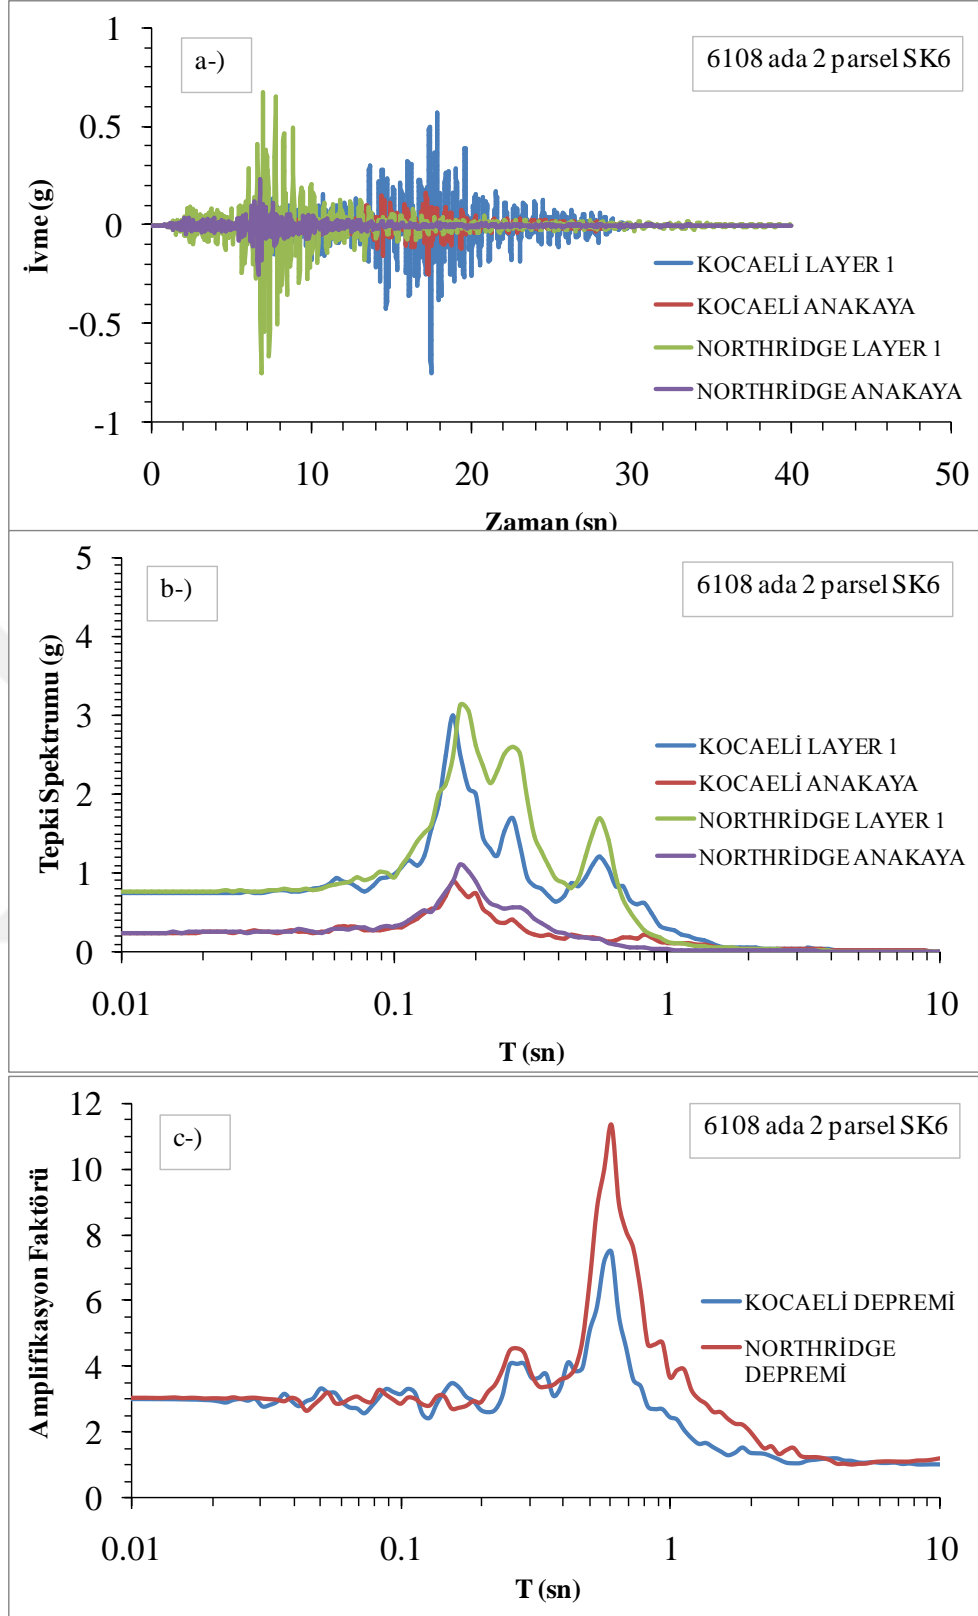 a-)
6108 ada 2 parsel SK6
İvme (g)
1
0.5
0
-0.5
-1
KOCAELİ LAYER 1
KOCAELİ ANAKAYA
NORTHRİDGE LAYER 1
NORTHRİDGE ANAKAYA
0
10
20
30
40
50
Zaman (sn)
b-)
6108 ada 2 parsel SK6
Tepki Spektrumu (g)
5
4
3
2
1
0
KOCAELİ LAYER 1
KOCAELİ ANAKAYA
NORTHRİDGE LAYER 1
NORTHRİDGE ANAKAYA
0.01
0.1
1
10
T (sn)
c-)
6108 ada 2 parsel SK6
Amplifikasyon Faktörü
12
10
8
6
4
2
0
KOCAELİ DEPREMİ
NORTHRİDGE
DEPREMİ
0.01
0.1
1
10
T (sn)